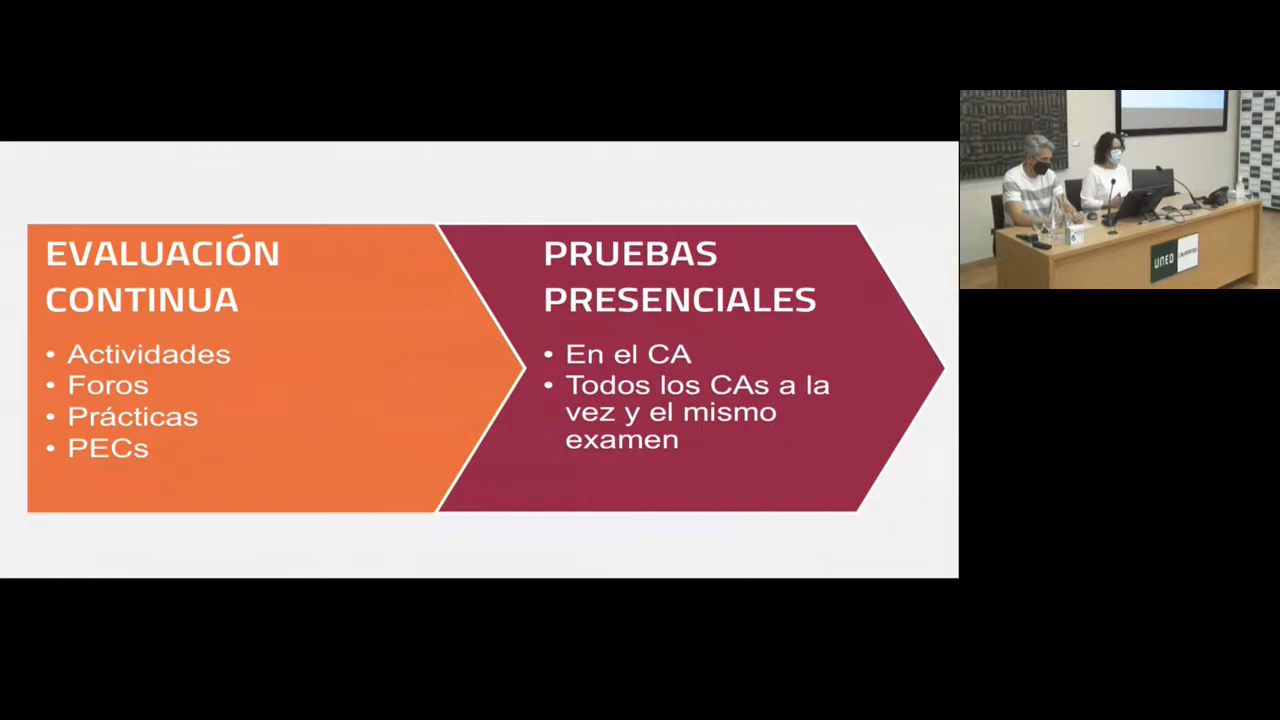 EVALUACIÓN
CONTINUA
• Actividades
• Foros
• Prácticas
• PECs
PRUEBAS
PRESENCIALES
• En el CA
• Todos los CAs a la
vez y el mismo
examen
UNED